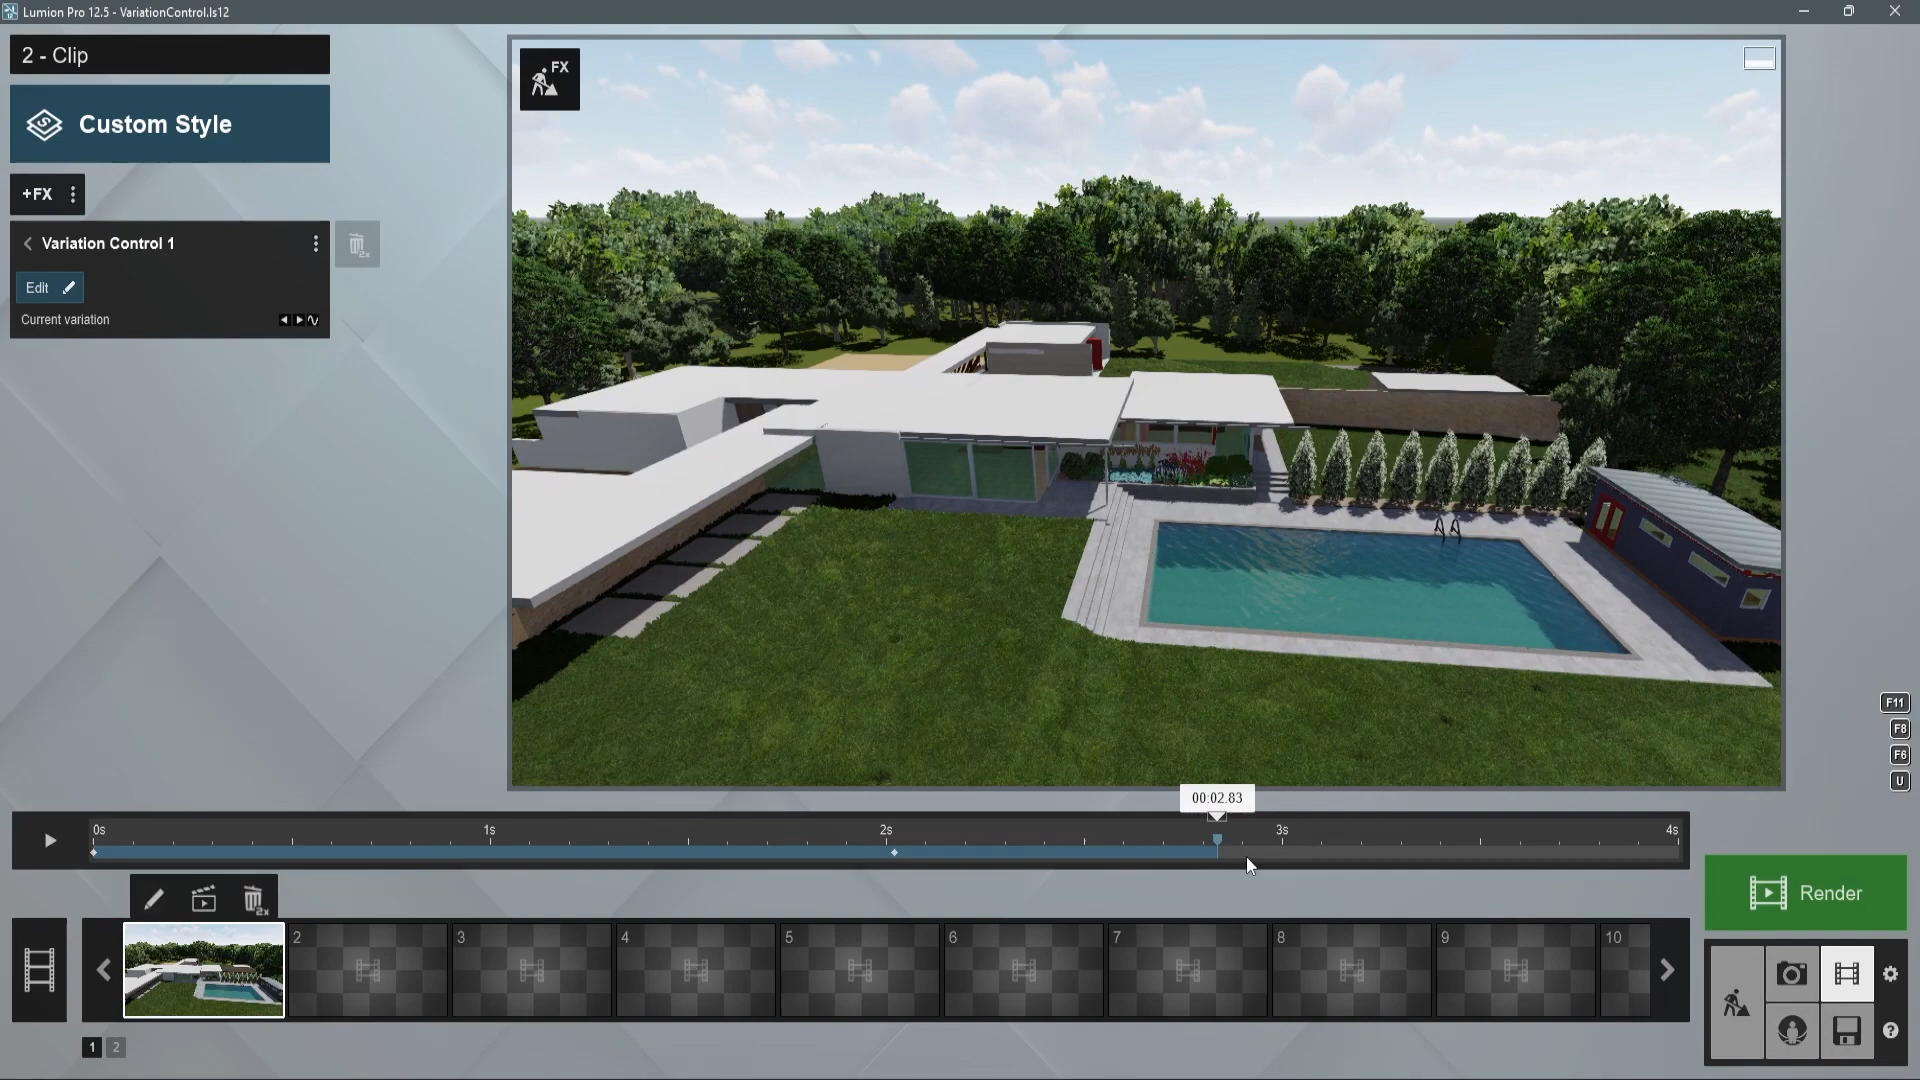 Lumion Pro 12.5 - VariationControl.ls12
2 - Clip
Custom Style
+FX
Variation Control 1
2x
Edit
Current variation
FX
F11
F8
F6
U
00:02.83
0s 1s 2s 3s 4s
Render
2x
2 3 4 5 6 7 8 9 10
?
1 2